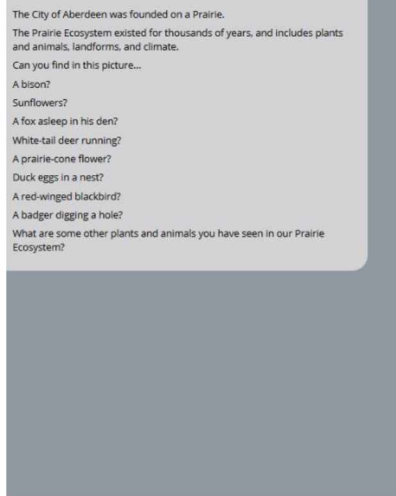 The City of Aberdeen was founded on a Prairie.
The Prairie Ecosystem existed for thousands of years, and includes plants
and animals, landforms, and climate.
Can you find in this picture...
A bison?
Sunflowers?
A fox asleep in his den?
White-tail deer running?
A prairie-cone flower?
Duck eggs in a nest?
A red-winged blackbird?
A badger digging a hole?
What are some other plants and animals you have seen in our Prairie
Ecosystem?